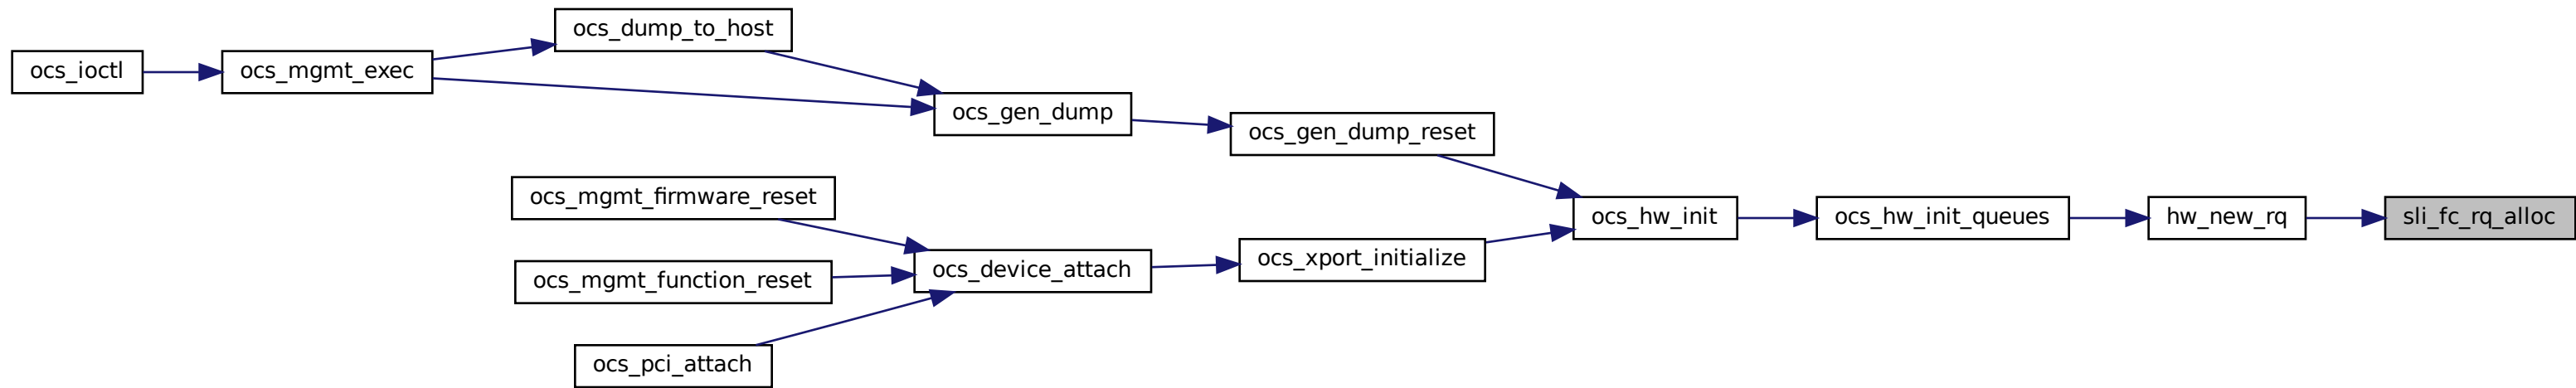 ocs_dump_to_host
ocs_ioctl
ocs_mgmt_exec
ocs_gen_dump
ocs_gen_dump_reset
ocs_mgmt_firmware_reset
ocs_hw_init
ocs_hw_init_queues
hw_new_rq
sli_fc_rq_alloc
ocs_device_attach
ocs_xport_initialize
ocs_mgmt_function_reset
ocs_pci_attach